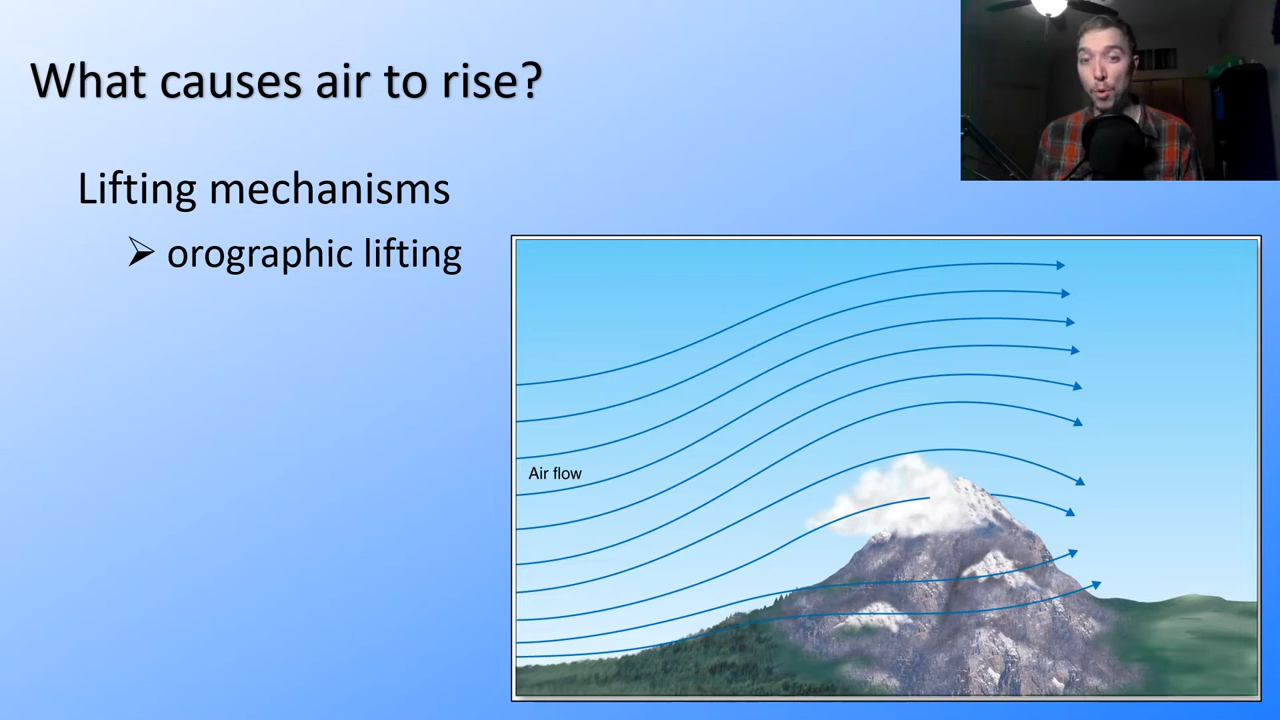 What causes air to rise?
Lifting mechanisms
➢ orographic lifting
Air flow